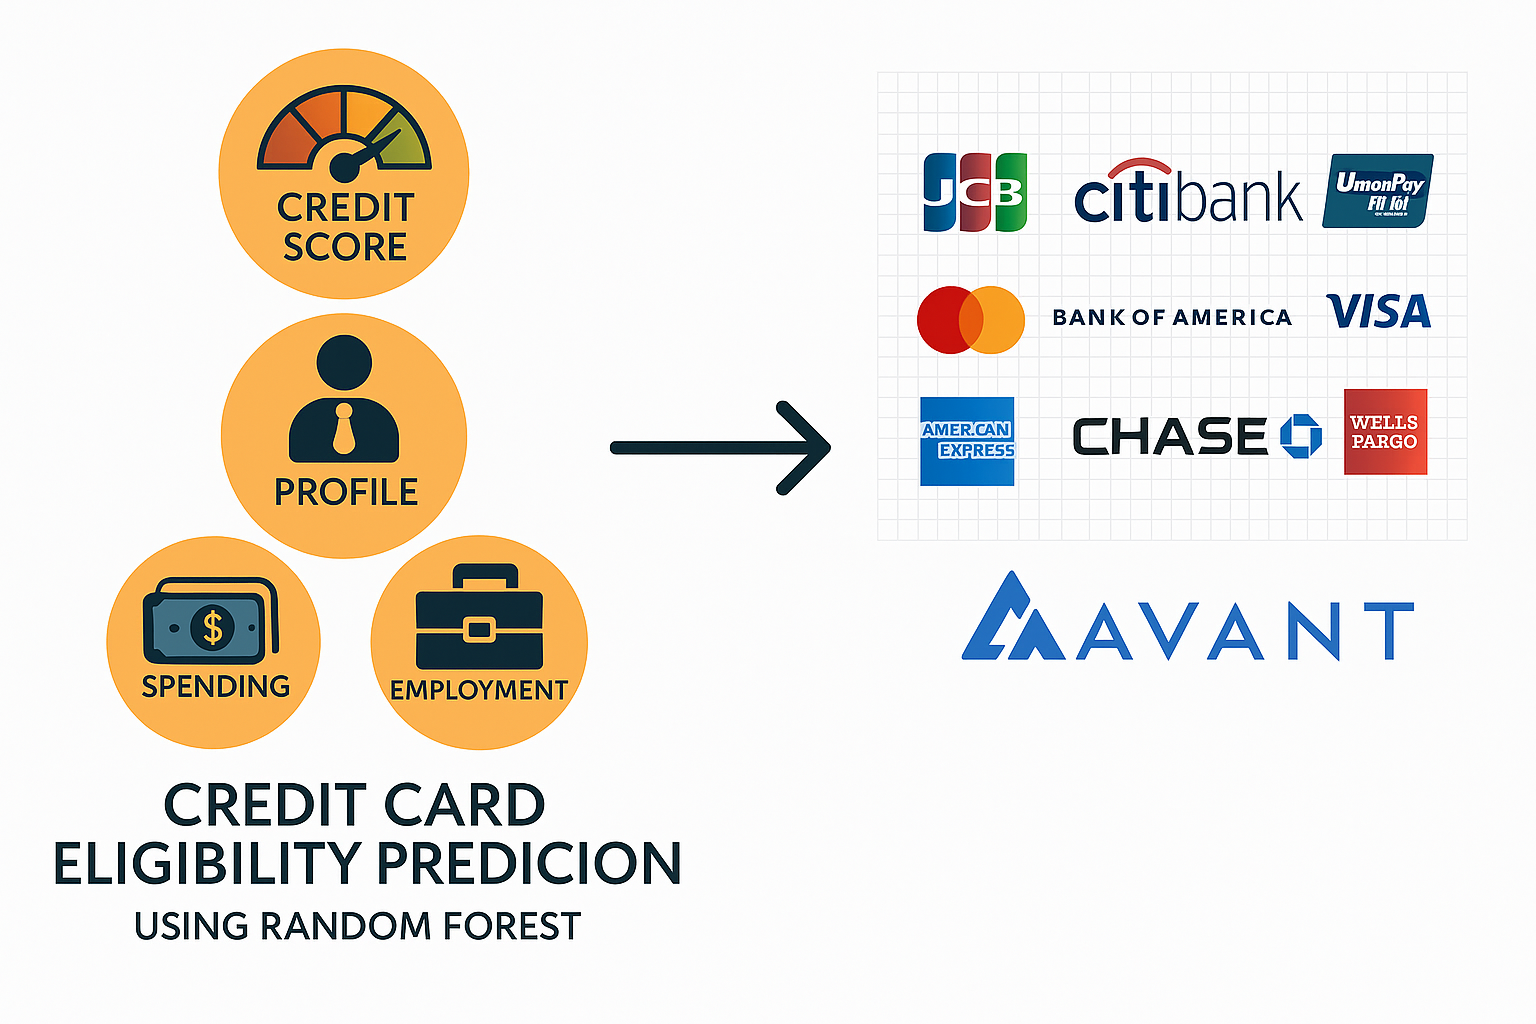 CREDIT
SCORE
PROFILE
$
SPENDING
EMPLOYMENT
CREDIT CARD
ELIGIBILITY PREDICION
USING RANDOM FOREST
JCB
citibank
UmonPay
BANK OF AMERICA
VISA
AMER.CAN
EXPRESS
CHASE
WELLS
PARGO
AVANT